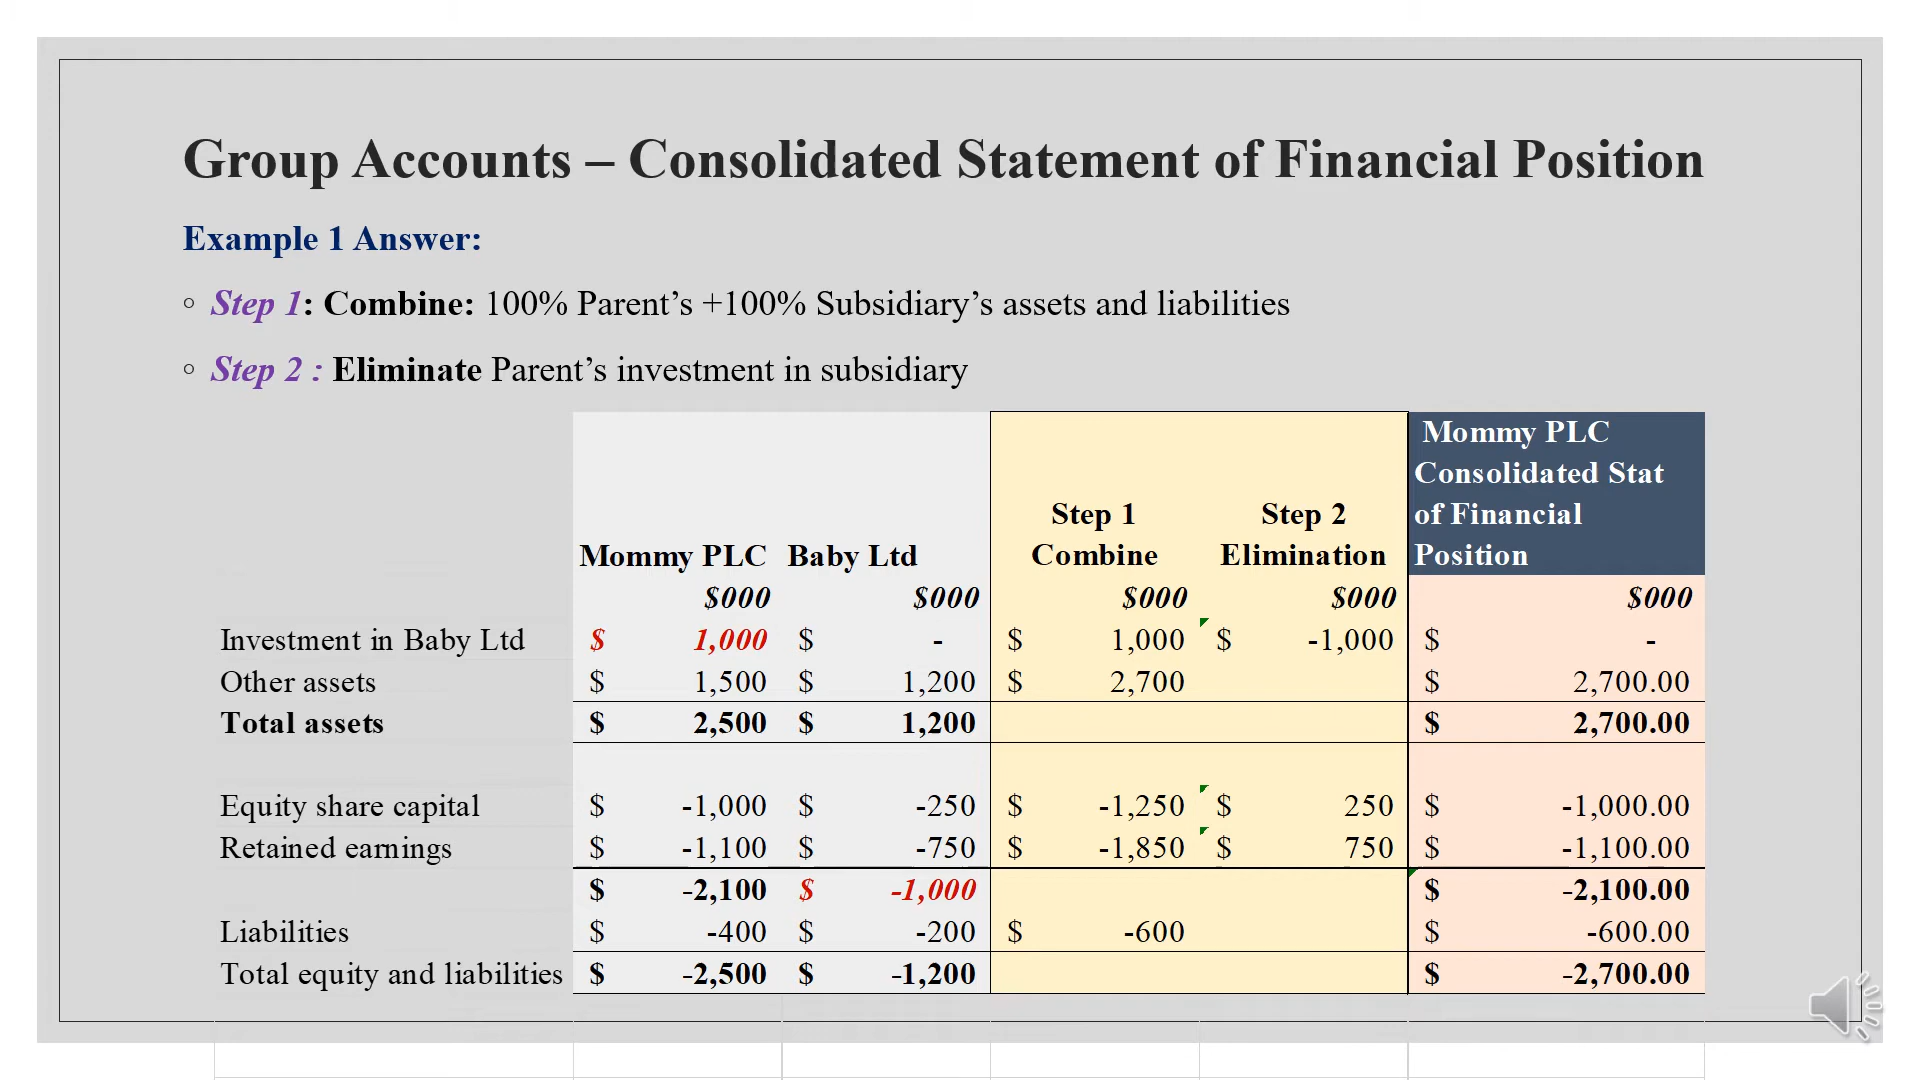 Group Accounts – Consolidated Statement of Financial Position
Example 1 Answer:
◦ Step 1: Combine: 100% Parent’s +100% Subsidiary’s assets and liabilities
◦ Step 2 : Eliminate Parent’s investment in subsidiary
Mommy PLC Baby Ltd Step 1 Combine Step 2 Elimination Mommy PLC Consolidated Stat of Financial Position
$000 $000 $000 $000 $000
Investment in Baby Ltd $ 1,000 $ - $ 1,000 $ -1,000 $ -
Other assets $ 1,500 $ 1,200 $ 2,700 $ 2,700.00
Total assets $ 2,500 $ 1,200 $ 2,700.00
Equity share capital $ -1,000 $ -250 $ -1,250 $ 250 $ -1,000.00
Retained earnings $ -1,100 $ -750 $ -1,850 $ 750 $ -1,100.00
$ -2,100 $ -1,000 $ -2,100.00
Liabilities $ -400 $ -200 $ -600 $ -600.00
Total equity and liabilities $ -2,500 $ -1,200 $ -2,700.00